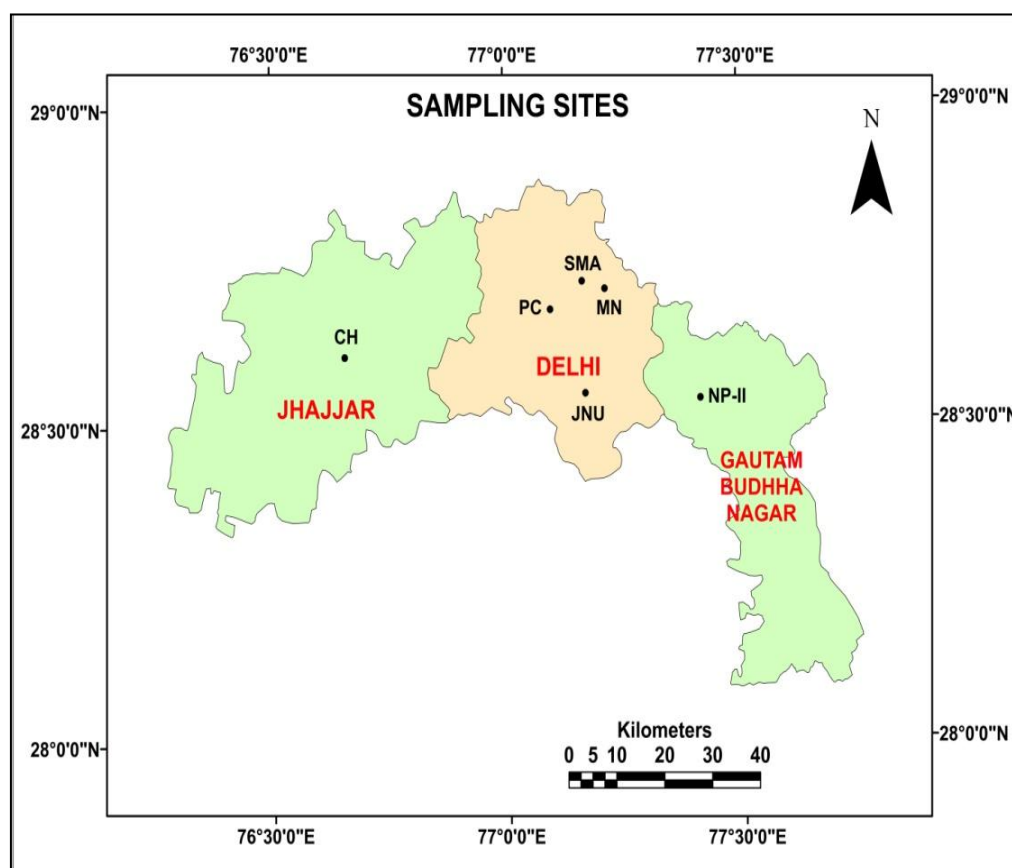 76°30'0"E 77°0'0"E 77°30'0"E
SAMPLING SITES
29°0'0"N
29°0'0"N
N
SMA
PC
MN
CH
DELHI
JHAJJAR
JNU
NP-II
28°30'0"N
28°30'0"N
GAUTAM
BUDHHA
NAGAR
Kilometers
0 5 10 20 30 40
28°0'0"N
28°0'0"N
76°30'0"E 77°0'0"E 77°30'0"E